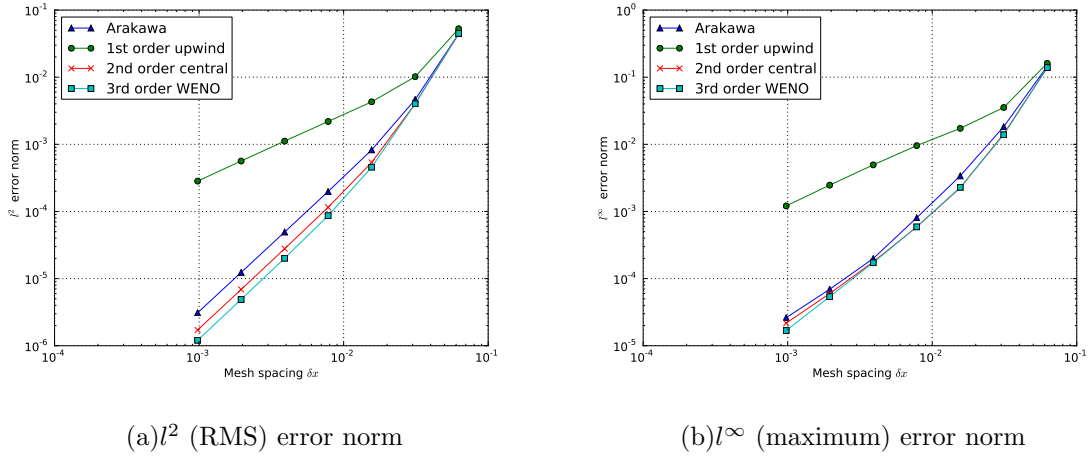 10^-1
10^-2
10^-3
10^-4
10^-5
10^-6
l^2 error norm
Arakawa
1st order upwind
2nd order central
3rd order WENO
10^-4
10^-3
10^-2
10^-1
Mesh spacing δx
10^0
10^-1
10^-2
10^-3
10^-4
10^-5
l^∞ error norm
Arakawa
1st order upwind
2nd order central
3rd order WENO
10^-4
10^-3
10^-2
10^-1
Mesh spacing δx
(a) l^2 (RMS) error norm
(b) l^∞ (maximum) error norm